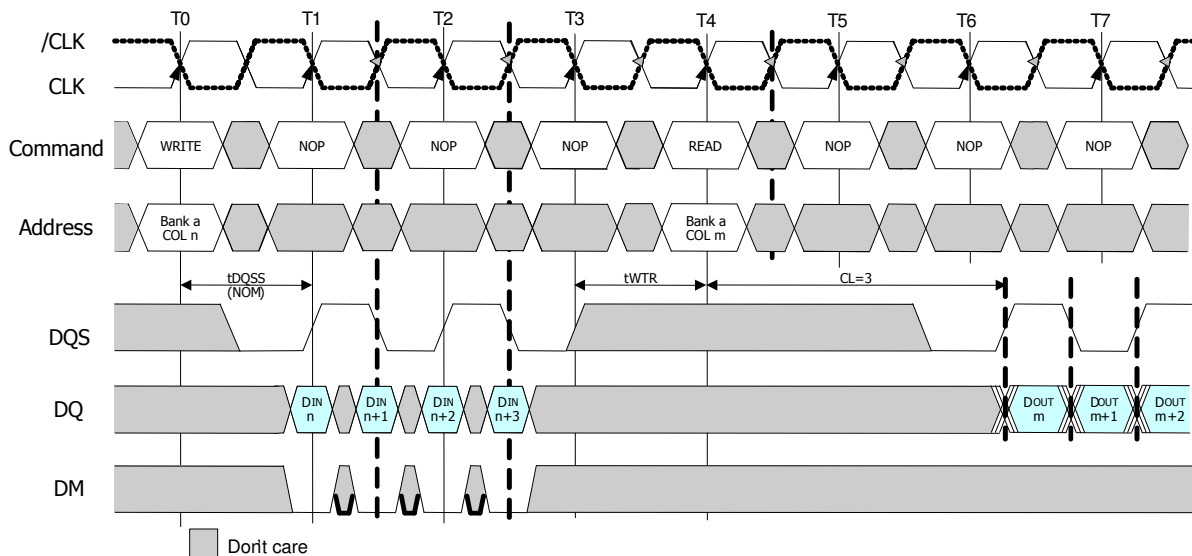 T0 T1 T2 T3 T4 T5 T6 T7
/CLK
CLK
Command WRITE NOP NOP NOP READ NOP NOP NOP
Address Bank a COL n Bank a COL m
tDQSS (NOM) tWTR CL=3
DQS
DQ DIN n DIN n+1 DIN n+2 DIN n+3 DOUT m DOUT m+1 DOUT m+2
DM
Don't care